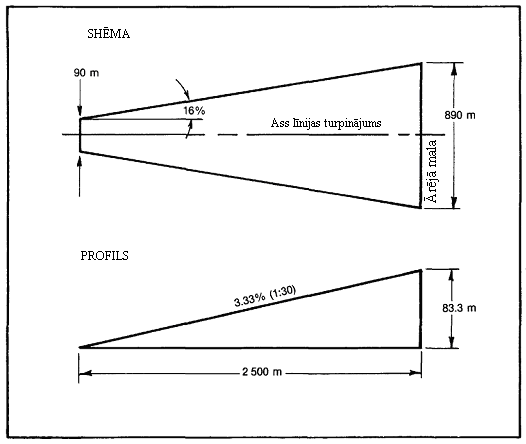 SHĒMA
90 m
16%
Ass līnijas turpinājums
890 m
Ārējā mala
PROFILS
3.33% (1:30)
83.3 m
2 500 m